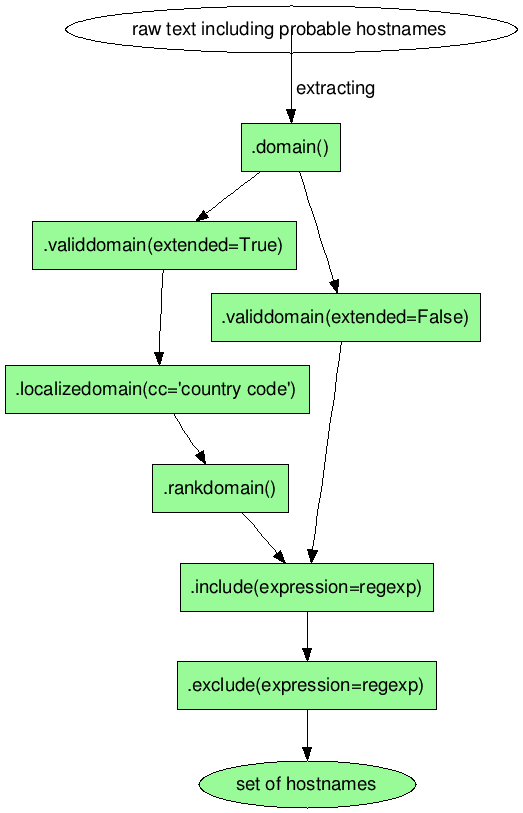 raw text including probable hostnames
extracting
.domain()
.validdomain(extended=True)
.validdomain(extended=False)
.localizedomain(cc='country code')
.rankdomain()
.include(expression=regexp)
.exclude(expression=regexp)
set of hostnames